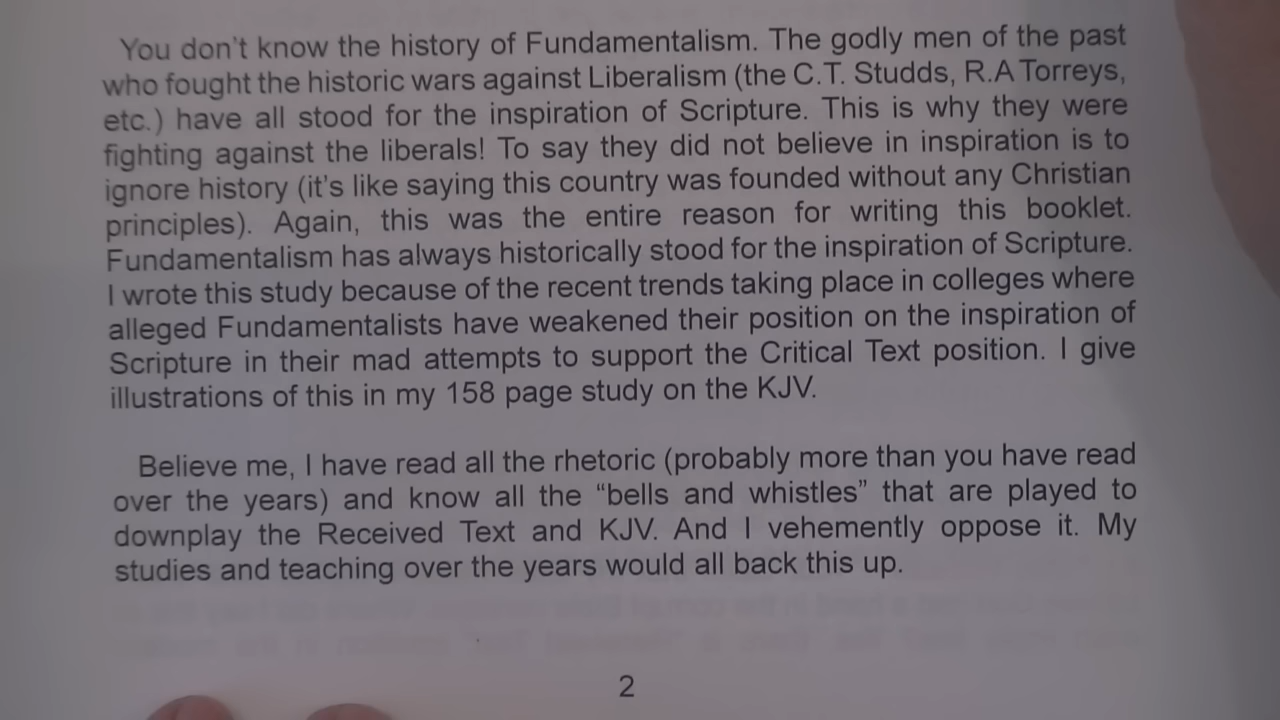 You don't know the history of Fundamentalism. The godly men of the past
who fought the historic wars against Liberalism (the C.T. Studds, R.A Torreys,
etc.) have all stood for the inspiration of Scripture. This is why they were
fighting against the liberals! To say they did not believe in inspiration is to
ignore history (it's like saying this country was founded without any Christian
principles). Again, this was the entire reason for writing this booklet.
Fundamentalism has always historically stood for the inspiration of Scripture.
I wrote this study because of the recent trends taking place in colleges where
alleged Fundamentalists have weakened their position on the inspiration of
Scripture in their mad attempts to support the Critical Text position. I give
illustrations of this in my 158 page study on the KJV.
Believe me, I have read all the rhetoric (probably more than you have read
over the years) and know all the “bells and whistles” that are played to
downplay the Received Text and KJV. And I vehemently oppose it. My
studies and teaching over the years would all back this up.
2